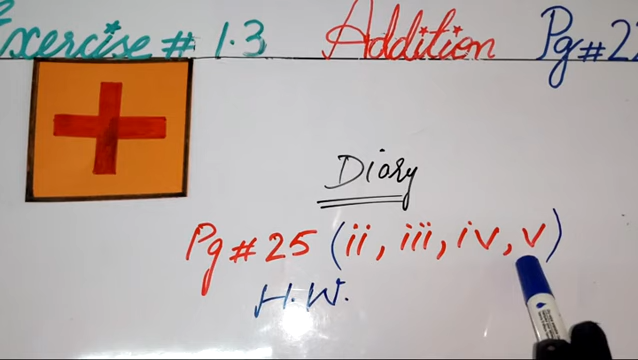 Exercise # 1.3 Addition Pg#2
Diary
Pg # 25 (ii, iii, iv, v)
H.W.